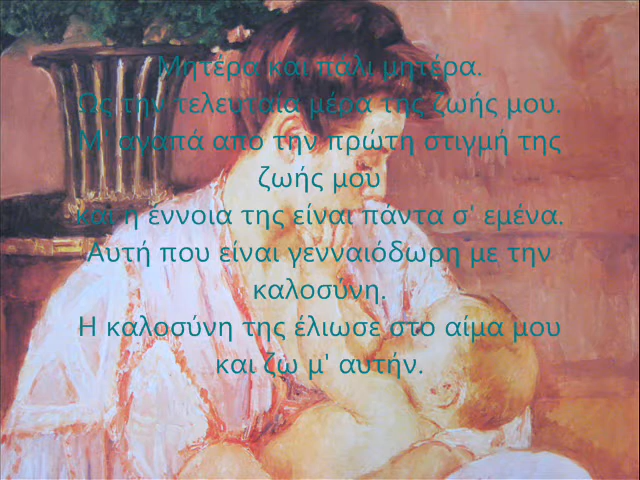 Μητέρα και πάλι μητέρα.
Ως την τελευταία μέρα της ζωής μου.
Μ' αγαπά από την πρώτη στιγμή της
ζωής μου
και η έννοια της είναι πάντα σ' εμένα.
Αυτή που είναι γενναιόδωρη με την
καλοσύνη.
Η καλοσύνη της έλιωσε στο αίμα μου
και ζω μ' αυτήν.